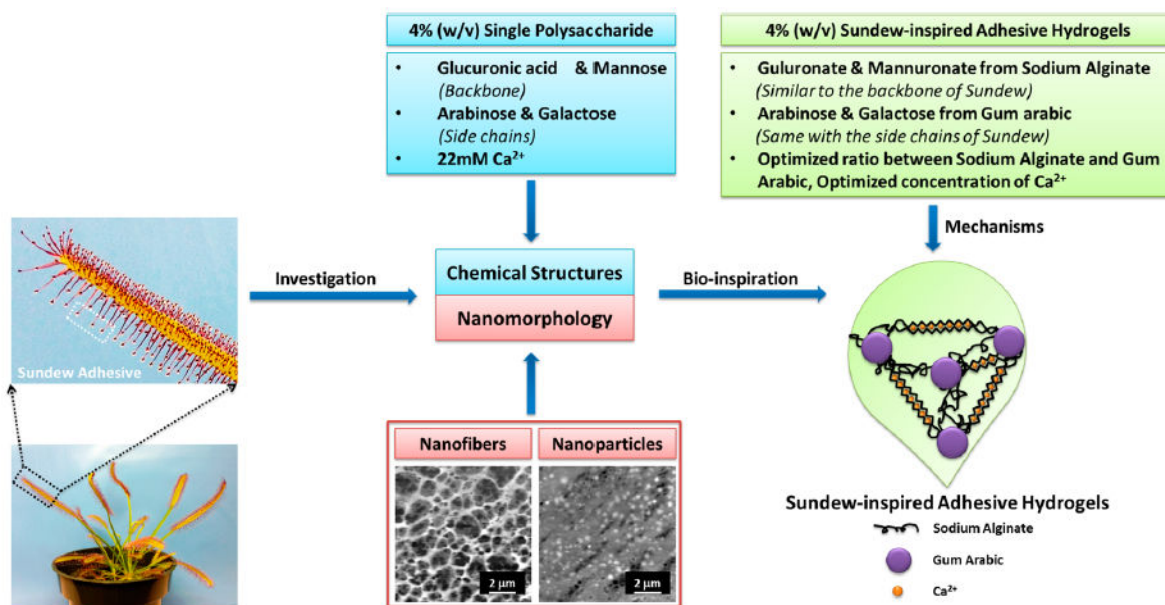 4% (w/v) Single Polysaccharide
• Glucuronic acid & Mannose
(Backbone)
• Arabinose & Galactose
(Side chains)
• 22mM Ca²⁺
4% (w/v) Sundew-inspired Adhesive Hydrogels
• Guluronate & Mannuronate from Sodium Alginate
(Similar to the backbone of Sundew)
• Arabinose & Galactose from Gum arabic
(Same with the side chains of Sundew)
• Optimized ratio between Sodium Alginate and Gum
Arabic, Optimized concentration of Ca²⁺
Mechanisms
Sundew Adhesive
Investigation
Chemical Structures
Nanomorphology
Bio-inspiration
Nanofibers
Nanoparticles
2 μm
2 μm
Sundew-inspired Adhesive Hydrogels
Sodium Alginate
Gum Arabic
Ca²⁺